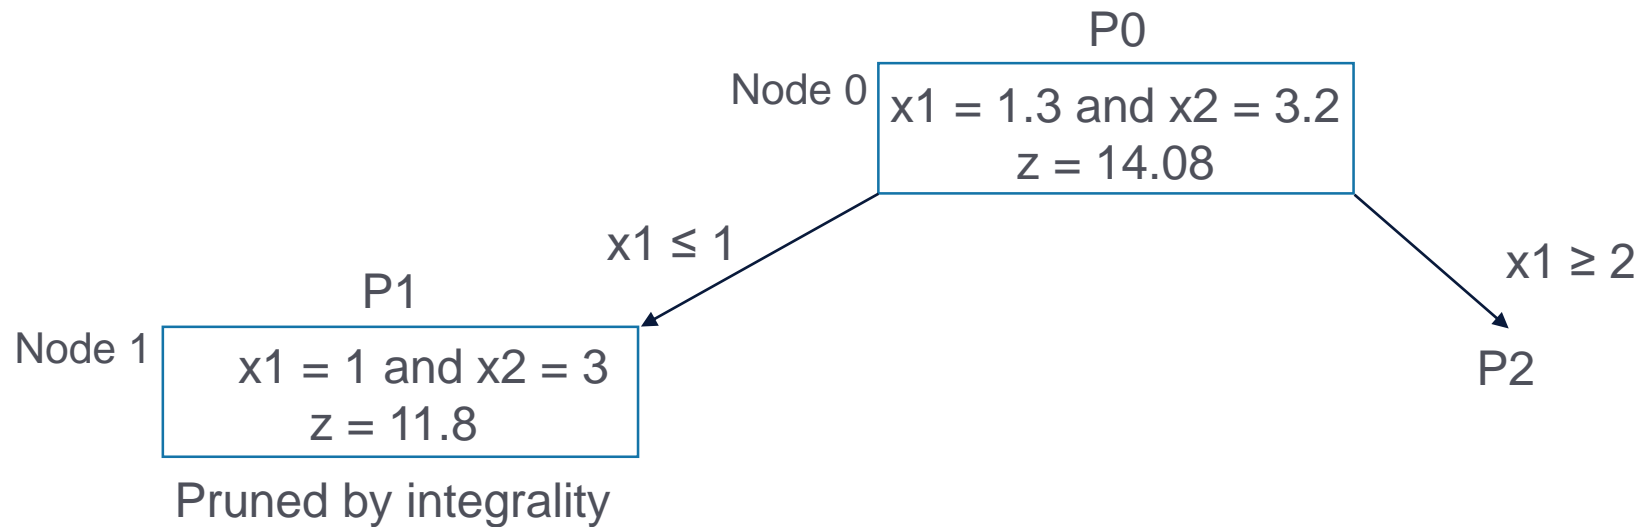 P0
Node 0
x1 = 1.3 and x2 = 3.2
z = 14.08
x1 ≤ 1
x1 ≥ 2
P1
Node 1
x1 = 1 and x2 = 3
z = 11.8
P2
Pruned by integrality